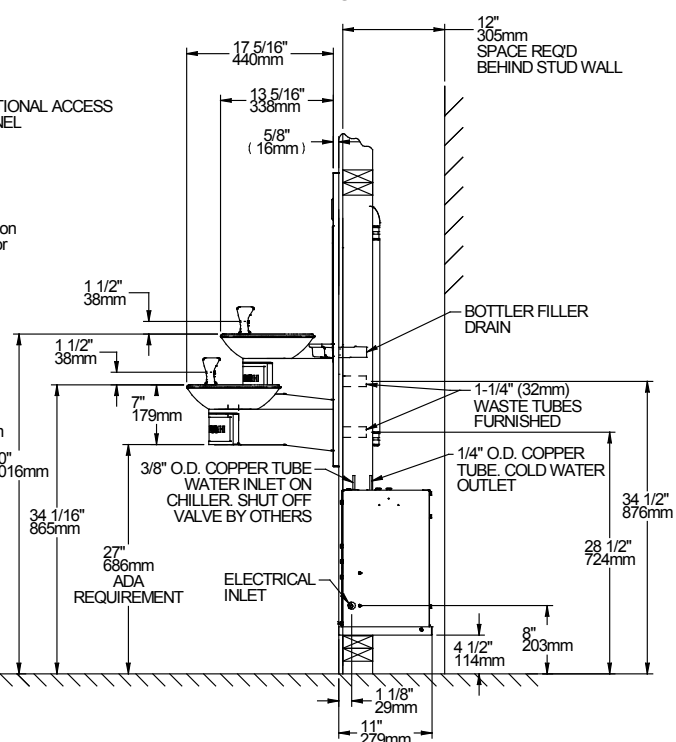 12"
305mm
SPACE REQ'D
BEHIND STUD WALL
17 5/16"
440mm
13 5/16"
338mm
TIONAL ACCESS
NEL
5/8"
( 16mm )
on
or
1 1/2"
38mm
BOTTLER FILLER
DRAIN
1 1/2"
38mm
7"
179mm
1-1/4" (32mm)
WASTE TUBES
FURNISHED
m
0"
016mm
3/8" O.D. COPPER TUBE
WATER INLET ON
CHILLER. SHUT OFF
VALVE BY OTHERS
1/4" O.D. COPPER
TUBE. COLD WATER
OUTLET
34 1/16"
865mm
34 1/2"
876mm
27"
686mm
ADA
REQUIREMENT
28 1/2"
724mm
ELECTRICAL
INLET
8"
203mm
4 1/2"
114mm
1 1/8"
29mm
11"
279mm